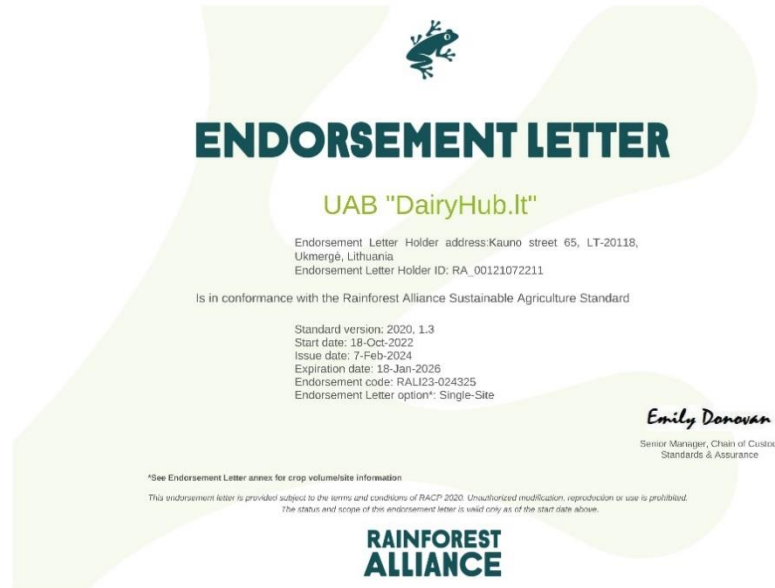 ENDORSEMENT LETTER
UAB "DairyHub.lt"
Endorsement Letter Holder address:Kauno street 65, LT-20118,
Ukmergė, Lithuania
Endorsement Letter Holder ID: RA_00121072211
Is in conformance with the Rainforest Alliance Sustainable Agriculture Standard
Standard version: 2020, 1.3
Start date: 18-Oct-2022
Issue date: 7-Feb-2024
Expiration date: 18-Jan-2026
Endorsement code: RALI23-024325
Endorsement Letter option*: Single-Site
Emily Donovan
Senior Manager, Chain of
Standards & Assurance
*See Endorsement Letter annex for crop volume/site information
This endorsement letter is provided subject to the terms and conditions of RACP 2020. Unauthorized modification, reproduction or use is prohibited.
The status and scope of this endorsement letter is valid only as of the start date above.
RAINFOREST
ALLIANCE